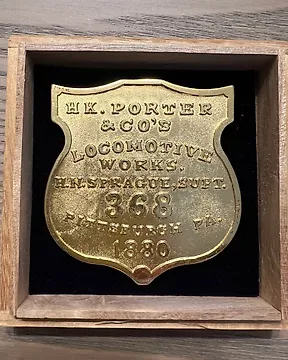 H.K. PORTER
& CO'S
LOCOMOTIVE
WORKS.
H.N. SPRAGUE, SUPT.
368
PITTSBURGH PA.
1880